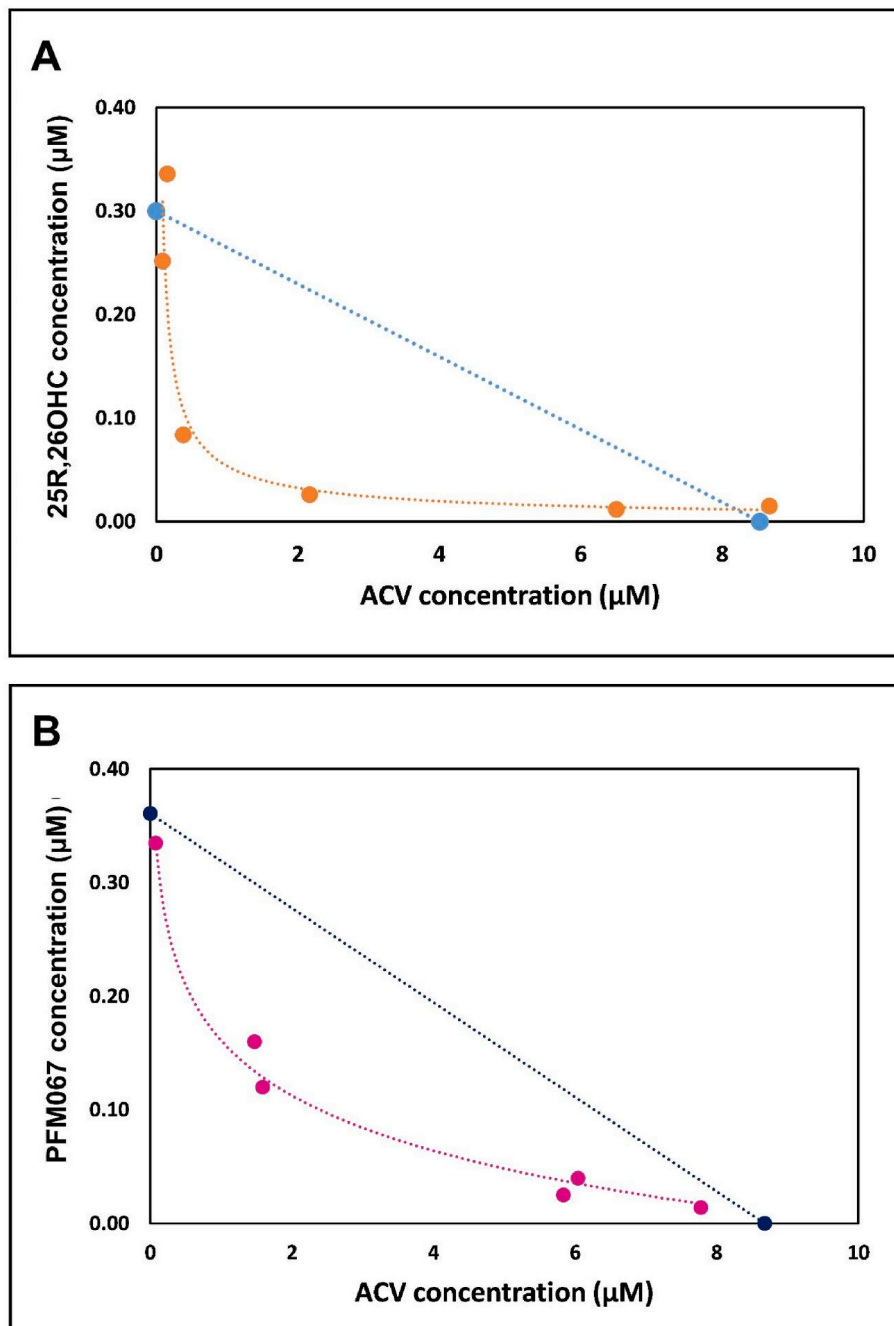 A
25R,26OHC concentration (µM)
0.40
0.30
0.20
0.10
0.00
0 2 4 6 8 10
ACV concentration (µM)
B
PFM067 concentration (µM)
0.40
0.30
0.20
0.10
0.00
0 2 4 6 8 10
ACV concentration (µM)